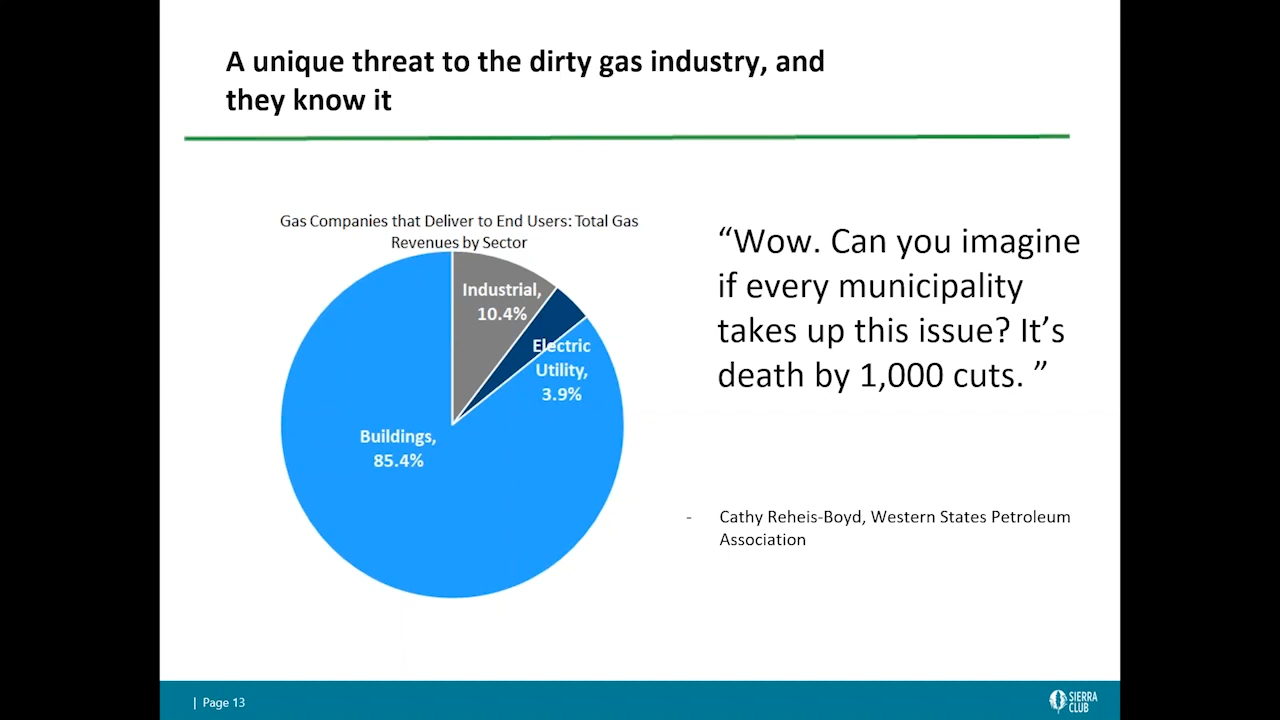 A unique threat to the dirty gas industry, and
they know it
Gas Companies that Deliver to End Users: Total Gas
Revenues by Sector
Industrial,
10.4%
Electric
Utility,
3.9%
Buildings,
85.4%
“Wow. Can you imagine
if every municipality
takes up this issue? It’s
death by 1,000 cuts. ”
- Cathy Reheis-Boyd, Western States Petroleum
Association
| Page 13
SIERRA
CLUB